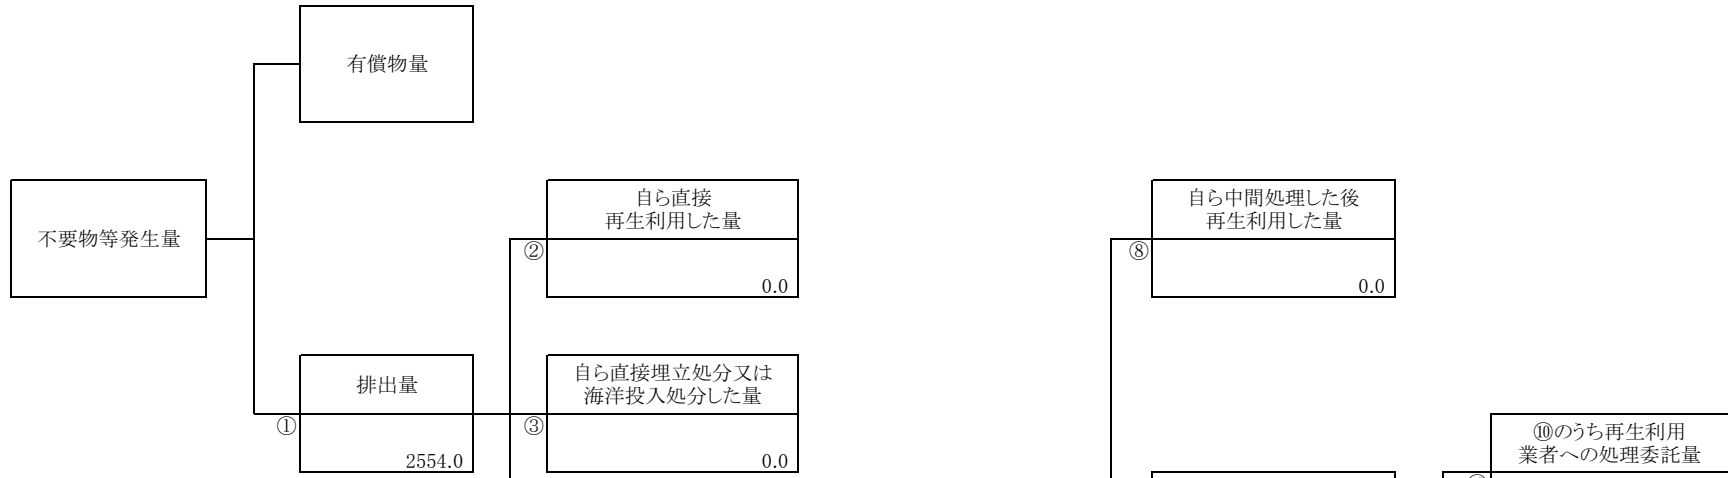 有償物量
不要物等発生量
自ら直接
再生利用した量
②
0.0
自ら中間処理した後
再生利用した量
⑧
0.0
排出量
①
2554.0
自ら直接埋立処分又は
海洋投入処分した量
③
0.0
⑩のうち再生利用
業者への処理委託量